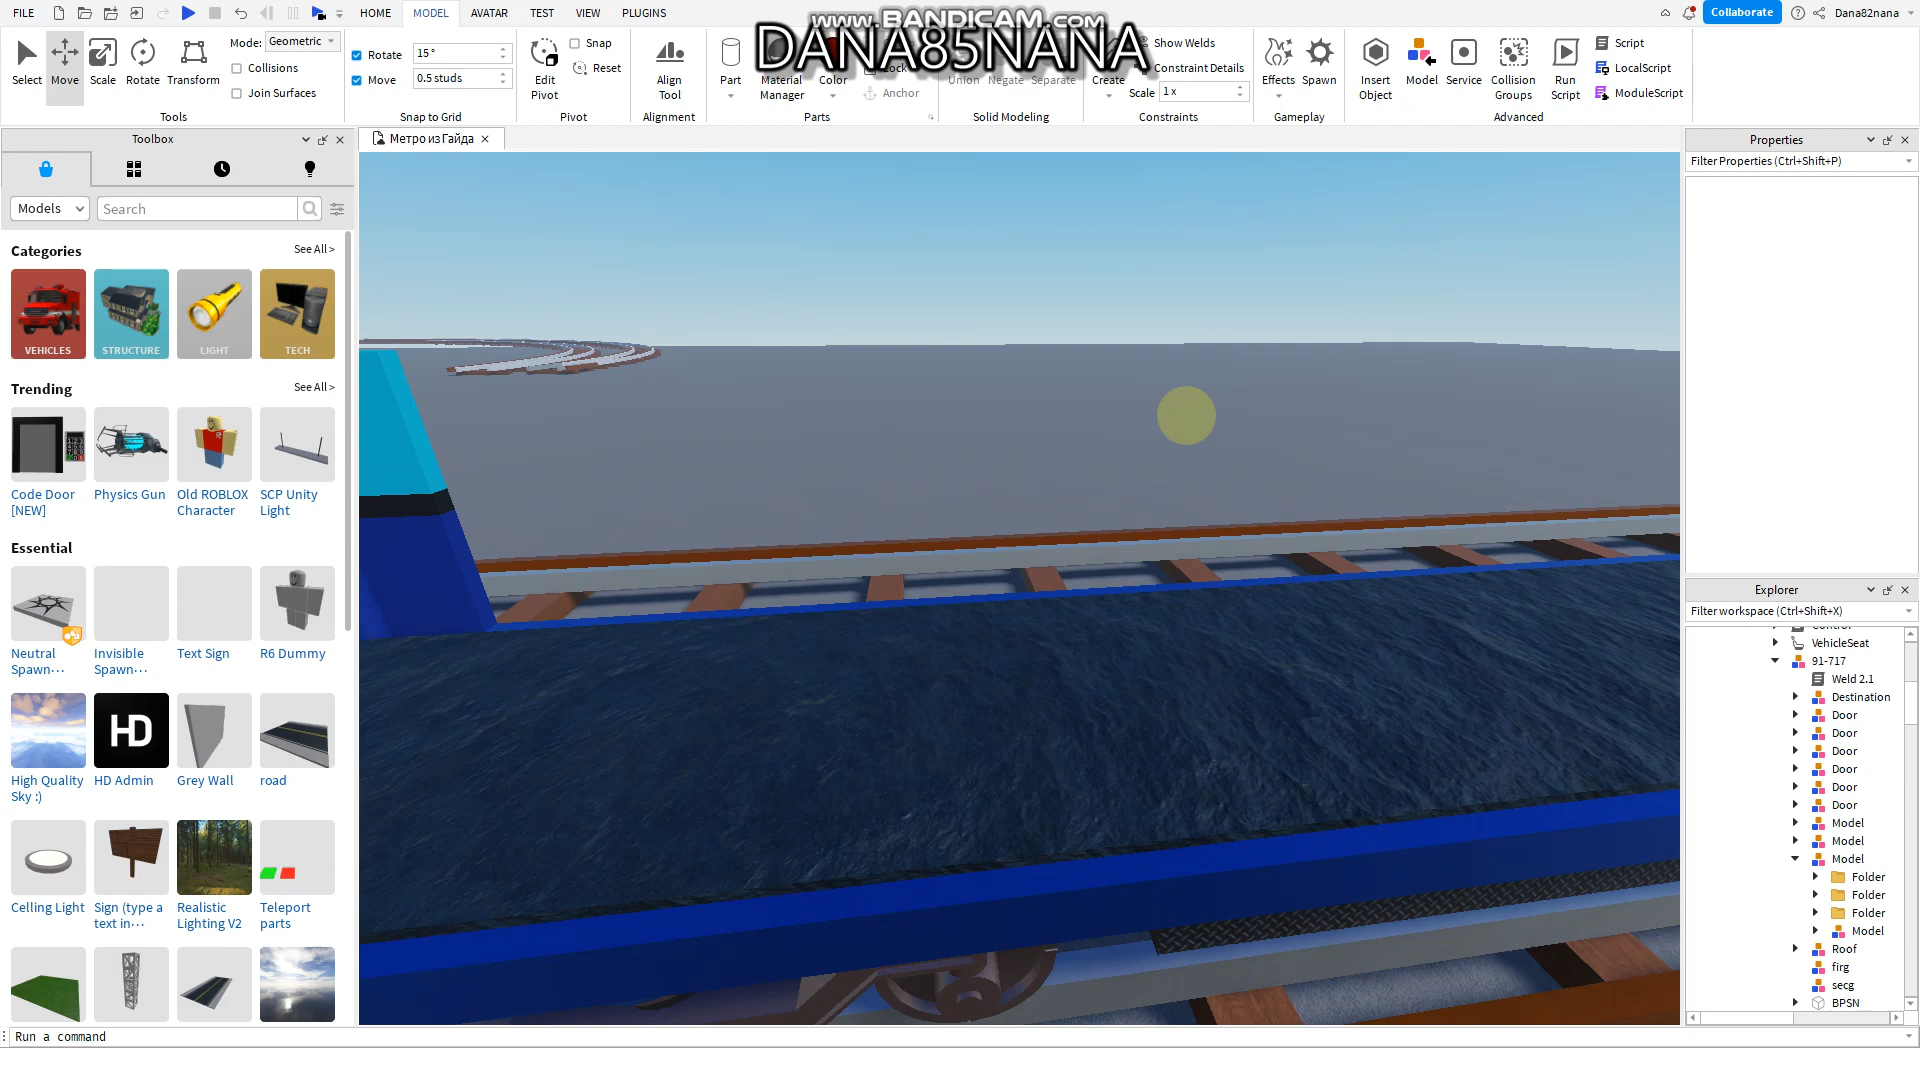 FILE
HOME
MODEL
AVATAR
TEST
VIEW
PLUGINS
www.BANDICAM.com
DANA85NANA
Collaborate
Dana82nana
Select
Move
Scale
Rotate
Transform
Mode:
Geometric
Collisions
Join Surfaces
Tools
Rotate
15 °
Move
0.5 studs
Snap to Grid
Edit
Pivot
Snap
Reset
Pivot
Align
Tool
Alignment
Part
Material
Manager
Color
Lock
Anchor
Parts
Union
Negate
Separate
Solid Modeling
Create
Show Welds
Constraint Details
Scale
1 x
Constraints
Effects
Spawn
Gameplay
Insert
Object
Model
Service
Collision
Groups
Run
Script
Script
LocalScript
ModuleScript
Advanced
Toolbox
Models
Search
Categories
See All >
VEHICLES
STRUCTURE
LIGHT
TECH
Trending
See All >
Code Door
[NEW]
Physics Gun
Old ROBLOX
Character
SCP Unity
Light
Essential
Neutral
Spawn···
Invisible
Spawn···
Text Sign
R6 Dummy
HD
High Quality
Sky :)
HD Admin
Grey Wall
road
Celling Light
Sign (type a
text in···
Realistic
Lighting V2
Teleport
parts
Метро из Гайда
Properties
Filter Properties (Ctrl+Shift+P)
Explorer
Filter workspace (Ctrl+Shift+X)
Control
VehicleSeat
91-717
Weld 2.1
Destination
Door
Door
Door
Door
Door
Door
Model
Model
Model
Folder
Folder
Folder
Model
Roof
firg
secg
BPSN
Run a command